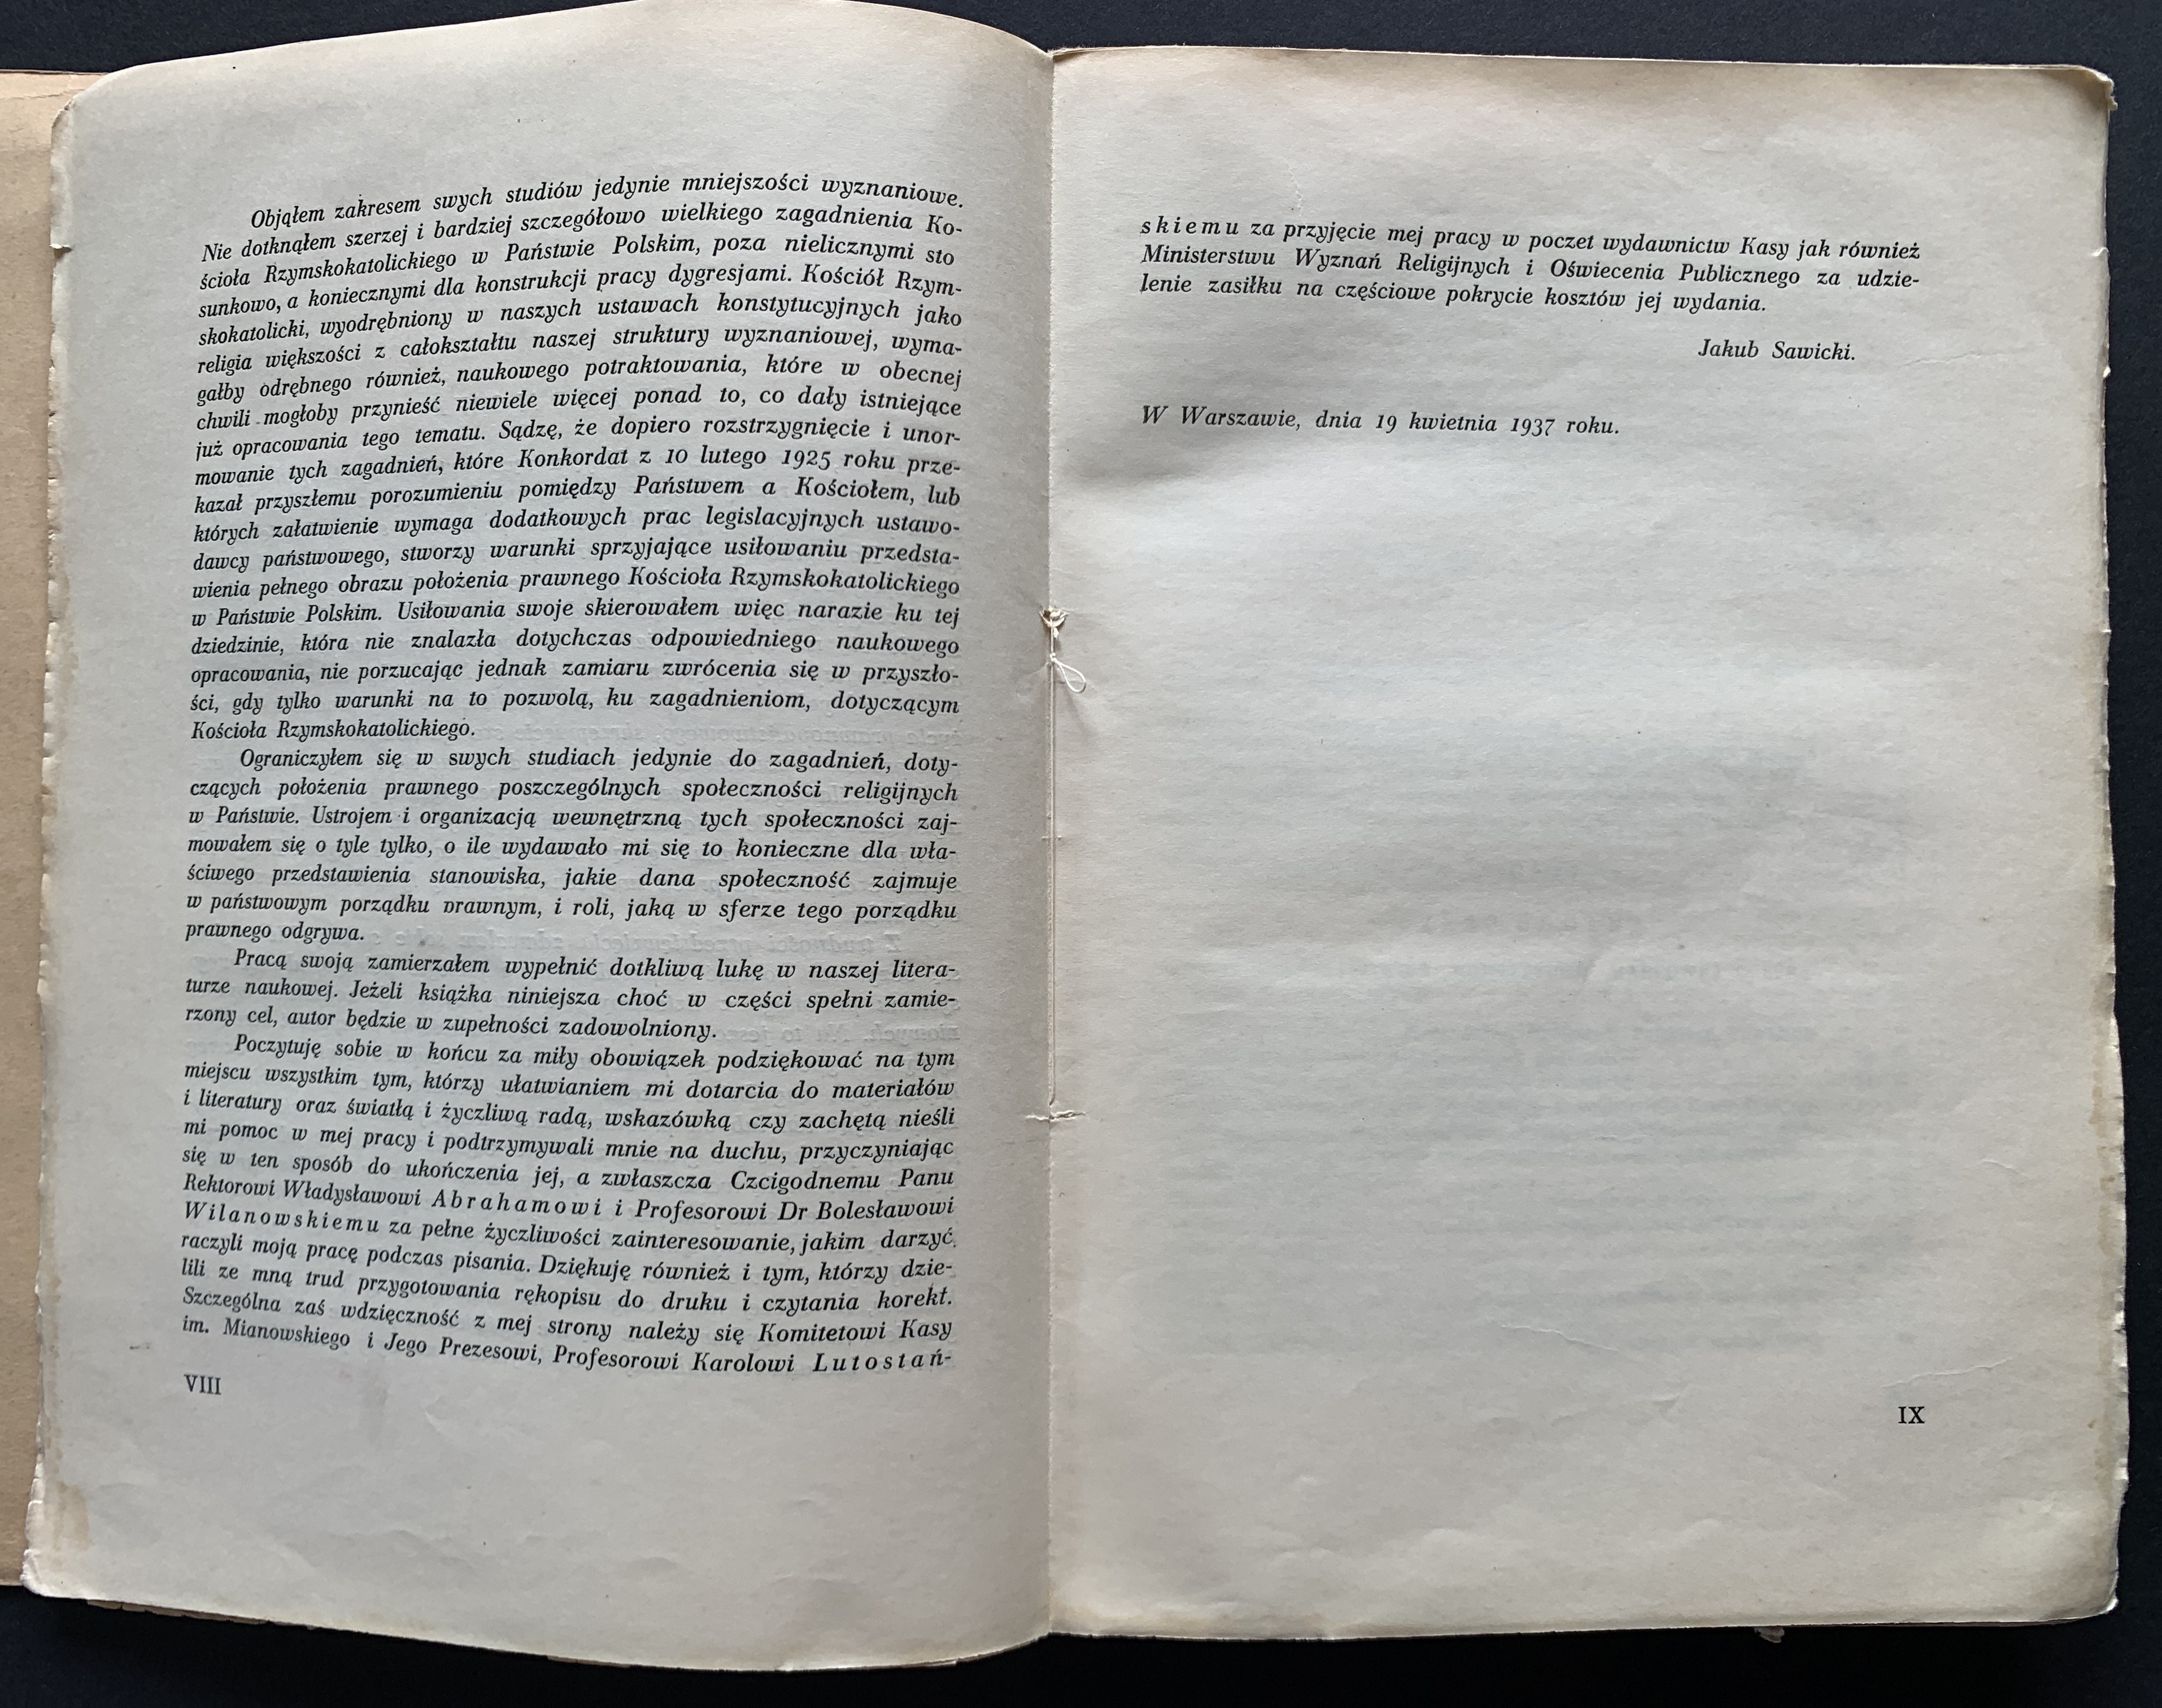 Objąłem zakresem swych studiów jedynie mniejszości wyznaniowe.
Nie dotknąłem szerzej i bardziej szczegółowo wielkiego zagadnienia Ko-
ścioła Rzymskokatolickiego w Państwie Polskim, poza nielicznymi sto
sunkowo, a koniecznymi dla konstrukcji pracy dygresjami. Kościół Rzym-
skokatolicki, wyodrębniony w naszych ustawach konstytucyjnych jako
religia większości z całokształtu naszej struktury wyznaniowej, wyma-
gałby odrębnego również, naukowego potraktowania, które w obecnej
chwili mogłoby przynieść niewiele więcej ponad to, co dały istniejące
już opracowania tego tematu. Sądzę, że dopiero rozstrzygnięcie i unor-
mowanie tych zagadnień, które Konkordat z 10 lutego 1925 roku prze-
kazał przyszłemu porozumieniu pomiędzy Państwem a Kościołem, lub
których załatwienie wymaga dodatkowych prac legislacyjnych ustawo-
dawcy państwowego, stworzy warunki sprzyjające usiłowaniu przedsta-
wienia pełnego obrazu położenia prawnego Kościoła Rzymskokatolickiego
w Państwie Polskim. Usiłowania swoje skierowałem więc narazie ku tej
dziedzinie, która nie znalazła dotychczas odpowiedniego naukowego
opracowania, nie porzucając jednak zamiaru zwrócenia się w przyszło-
ści, gdy tylko warunki na to pozwolą, ku zagadnieniom, dotyczącym
Kościoła Rzymskokatolickiego.
Ograniczyłem się w swych studiach jedynie do zagadnień, doty-
czących położenia prawnego poszczególnych społeczności religijnych
w Państwie. Ustrojem i organizacją wewnętrzną tych społeczności zaj-
mowałem się o tyle tylko, o ile wydawało mi się to konieczne dla wła-
ściwego przedstawienia stanowiska, jakie dana społeczność zajmuje
w państwowym porządku prawnym, i roli, jaką w sferze tego porządku
prawnego odgrywa.
Pracą swoją zamierzałem wypełnić dotkliwą lukę w naszej litera-
turze naukowej. Jeżeli książka niniejsza choć w części spełni zamie-
rzony cel, autor będzie w zupełności zadowolniony.
Poczytuję sobie w końcu za miły obowiązek podziękować na tym
miejscu wszystkim tym, którzy ułatwianiem mi dotarcia do materiałów
i literatury oraz światłą i życzliwą radą, wskazówką czy zachętą nieśli
mi pomoc w mej pracy i podtrzymywali mnie na duchu, przyczyniając
się w ten sposób do ukończenia jej, a zwłaszcza Czcigodnemu Panu
Rektorowi Władysławowi Abrahamowi i Profesorowi Dr Bolesławowi
Wilanowskiemu za pełne życzliwości zainteresowanie, jakim darzyć
raczyli moją pracę podczas pisania. Dziękuję również i tym, którzy dzie-
lili ze mną trud przygotowania rękopisu do druku i czytania korekt.
Szczególna zaś wdzięczność z mej strony należy się Komitetowi Kasy
im. Mianowskiego i Jego Prezesowi, Profesorowi Karolowi Lutostań-
VIII
skiemu za przyjęcie mej pracy w poczet wydawnictw Kasy jak również
Ministerstwu Wyznań Religijnych i Oświecenia Publicznego za udzie-
lenie zasiłku na częściowe pokrycie kosztów jej wydania.
Jakub Sawicki.
W Warszawie, dnia 19 kwietnia 1937 roku.
IX